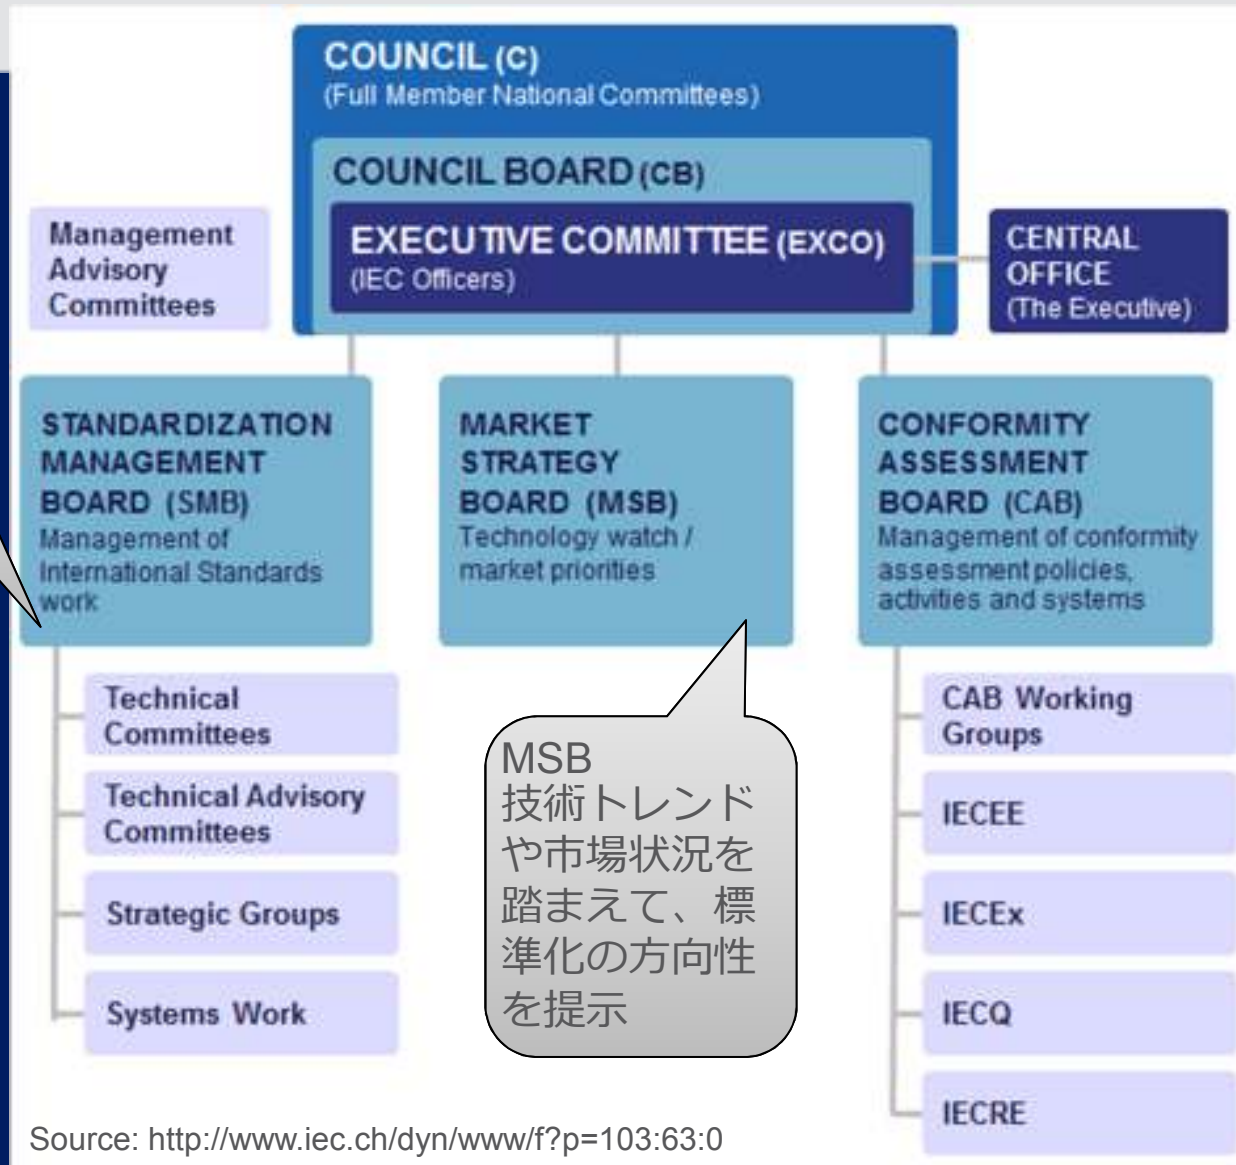 COUNCIL (C)
(Full Member National Committees)
COUNCIL BOARD (CB)
EXECUTIVE COMMITTEE (EXCO)
(IEC Officers)
Management
Advisory
Committees
CENTRAL
OFFICE
(The Executive)
STANDARDIZATION
MANAGEMENT
BOARD (SMB)
Management of
International Standards
work
MARKET
STRATEGY
BOARD (MSB)
Technology watch /
market priorities
CONFORMITY
ASSESSMENT
BOARD (CAB)
Management of conformity
assessment policies,
activities and systems
Technical
Committees
Technical Advisory
Committees
Strategic Groups
Systems Work
MSB
技術トレンド
や市場状況を
踏まえて、標
準化の方向性
を提示
CAB Working
Groups
IECEE
IECEx
IECQ
IECRE
Source: http://www.iec.ch/dyn/www/f?p=103:63:0